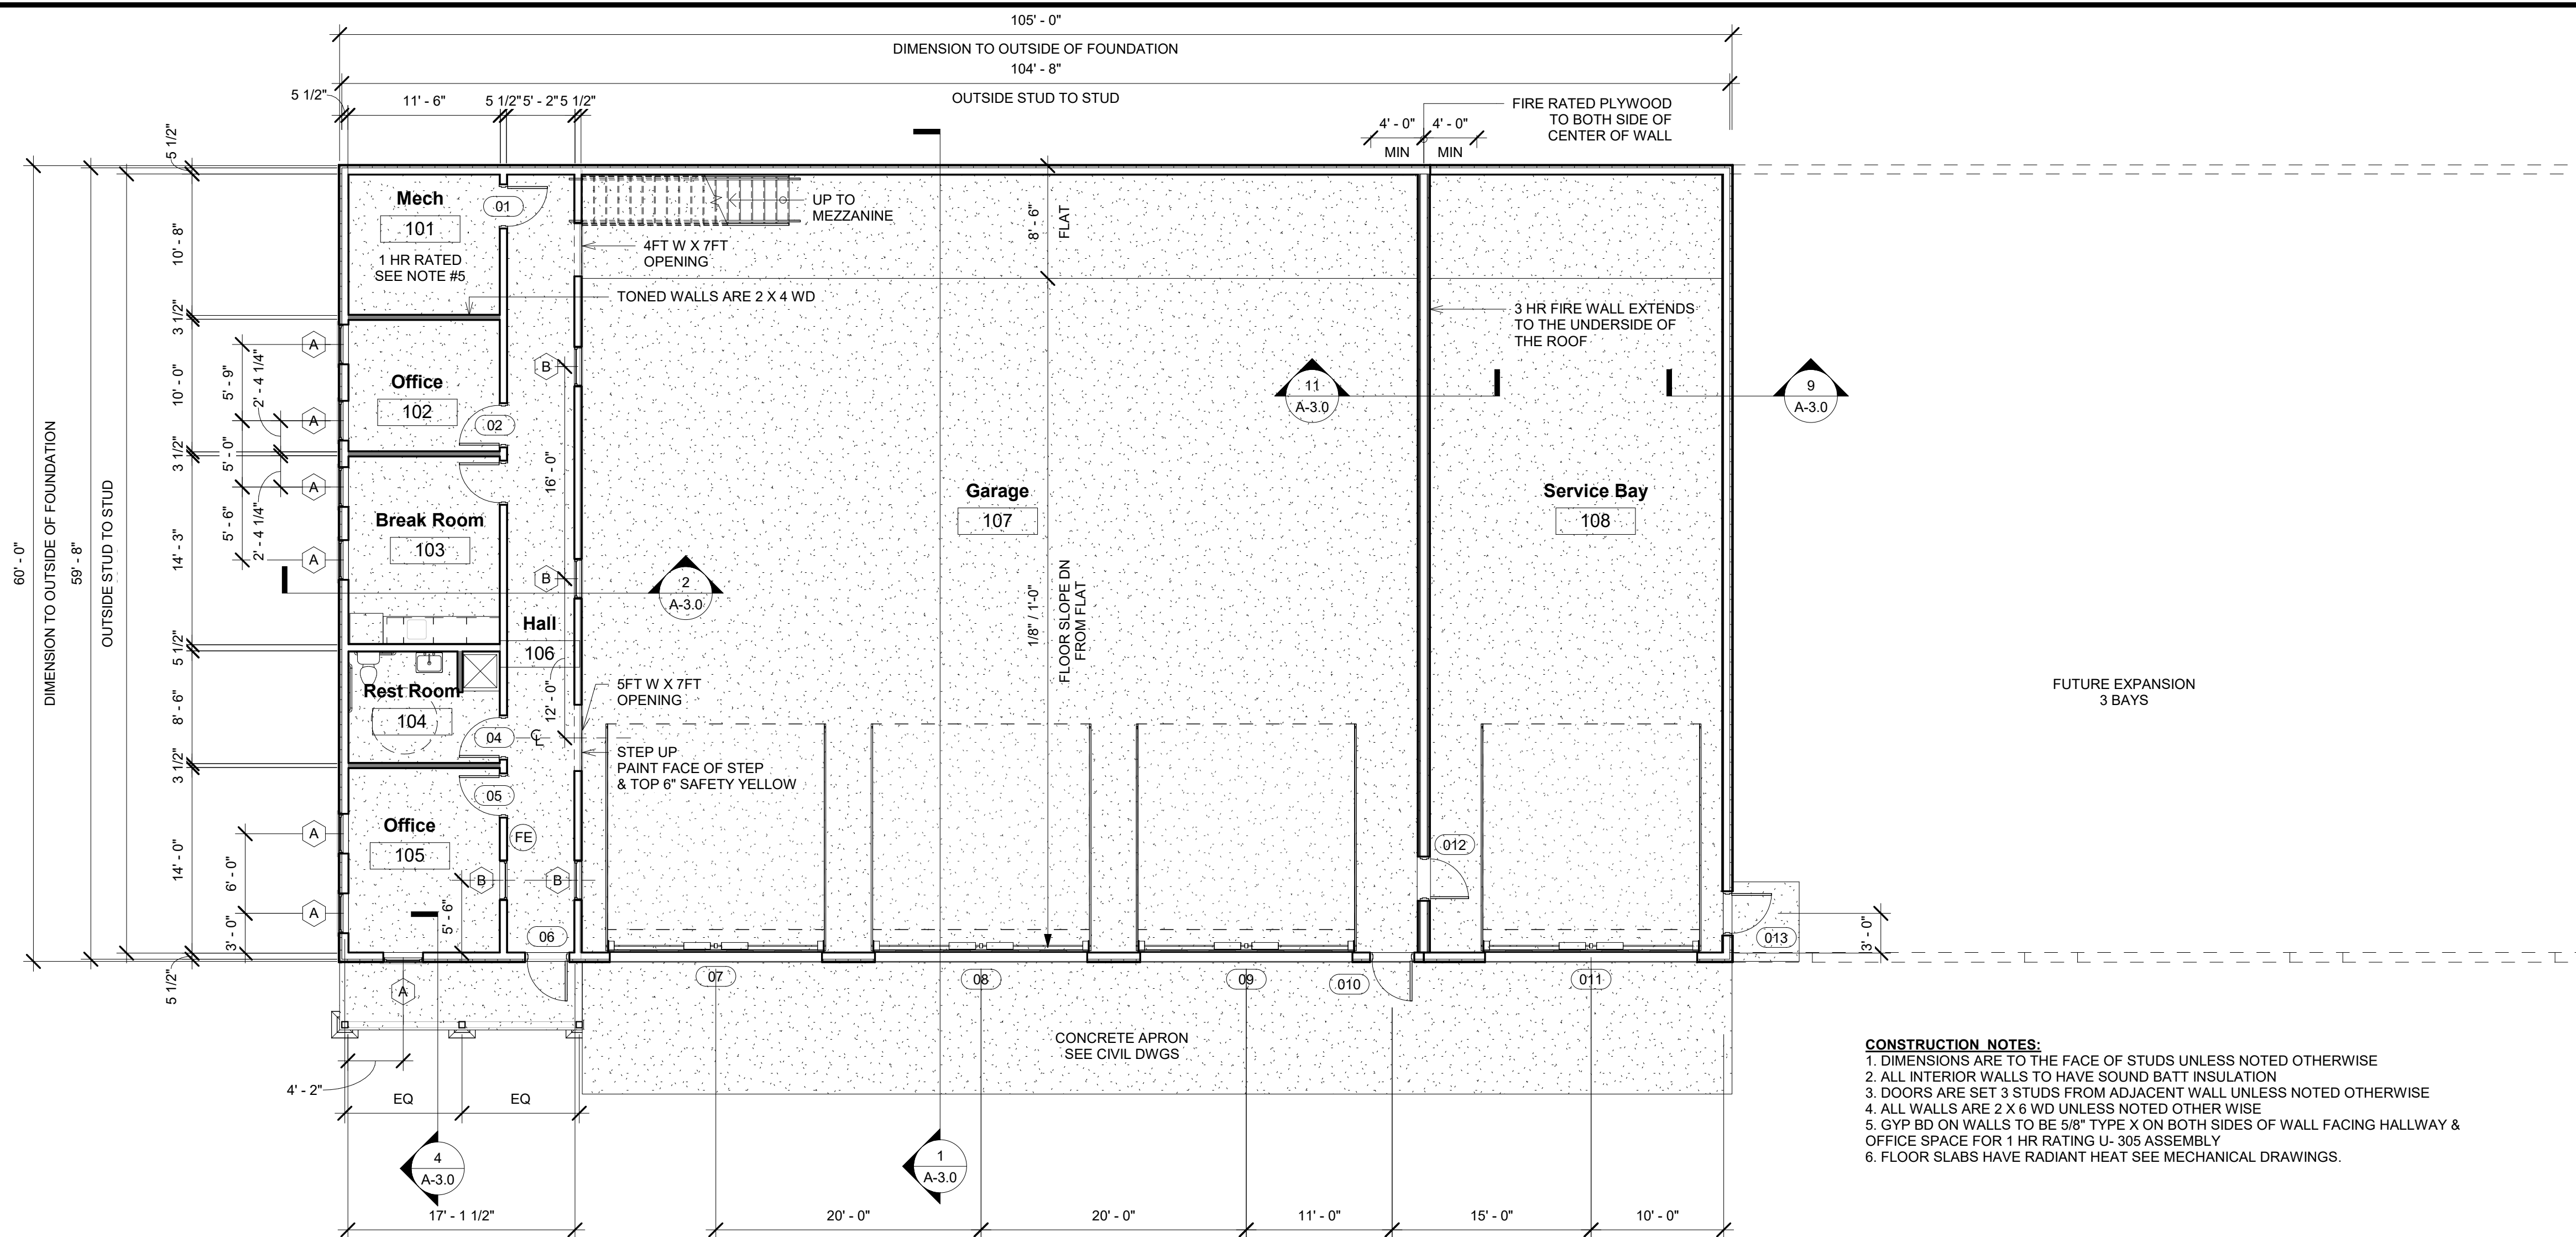 105' - 0"
DIMENSION TO OUTSIDE OF FOUNDATION
104' - 8"
OUTSIDE STUD TO STUD
5 1/2"
11' - 6"
5 1/2"
5' - 2"
5 1/2"
FIRE RATED PLYWOOD
TO BOTH SIDE OF
CENTER OF WALL
4' - 0"
4' - 0"
MIN
MIN
60' - 0"
DIMENSION TO OUTSIDE OF FOUNDATION
59' - 8"
OUTSIDE STUD TO STUD
5 1/2"
10' - 8"
3 1/2"
10' - 0"
3 1/2"
14' - 3"
5 1/2"
8' - 6"
3 1/2"
14' - 0"
5 1/2"
5' - 9"
2' - 4 1/4"
5' - 0"
5' - 6"
2' - 4 1/4"
6' - 0"
3' - 0"
A
A
A
A
A
A
Mech
101
1 HR RATED
SEE NOTE #5
01
UP TO
MEZZANINE
4FT W X 7FT
OPENING
TONED WALLS ARE 2 X 4 WD
8' - 6"
FLAT
3 HR FIRE WALL EXTENDS
TO THE UNDERSIDE OF
THE ROOF
Office
102
02
B
16' - 0"
B
11
A-3.0
9
A-3.0
Break Room
103
2
A-3.0
Garage
107
Service Bay
108
Hall
106
1/8" / 1'-0"
FLOOR SLOPE DN
FROM FLAT
Rest Room
104
04
CL
12' - 0"
5FT W X 7FT
OPENING
STEP UP
PAINT FACE OF STEP
& TOP 6" SAFETY YELLOW
FUTURE EXPANSION
3 BAYS
05
Office
105
FE
B
B
5' - 6"
06
012
013
3' - 0"
07
08
09
010
011
A
4' - 2"
EQ
EQ
CONCRETE APRON
SEE CIVIL DWGS
4
A-3.0
1
A-3.0
17' - 1 1/2"
20' - 0"
20' - 0"
11' - 0"
15' - 0"
10' - 0"
CONSTRUCTION NOTES:
1. DIMENSIONS ARE TO THE FACE OF STUDS UNLESS NOTED OTHERWISE
2. ALL INTERIOR WALLS TO HAVE SOUND BATT INSULATION
3. DOORS ARE SET 3 STUDS FROM ADJACENT WALL UNLESS NOTED OTHERWISE
4. ALL WALLS ARE 2 X 6 WD UNLESS NOTED OTHER WISE
5. GYP BD ON WALLS TO BE 5/8" TYPE X ON BOTH SIDES OF WALL FACING HALLWAY &
OFFICE SPACE FOR 1 HR RATING U- 305 ASSEMBLY
6. FLOOR SLABS HAVE RADIANT HEAT SEE MECHANICAL DRAWINGS.